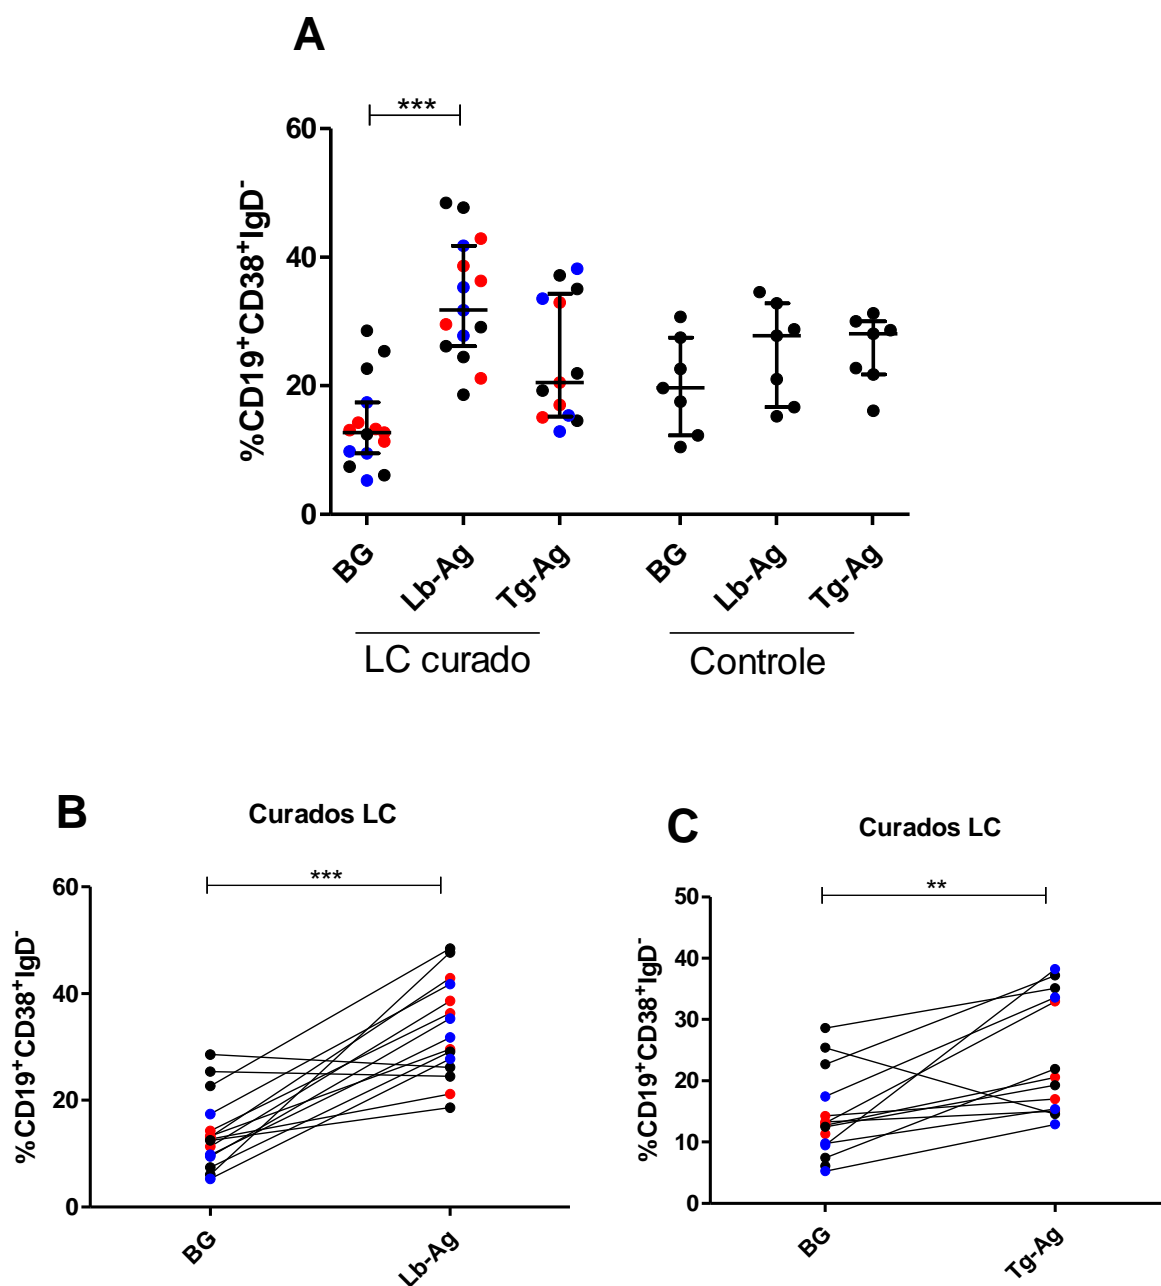 A
***
60
40
20
0
%CD19⁺CD38⁺IgD⁻
BG
Lb-Ag
Tg-Ag
BG
Lb-Ag
Tg-Ag
LC curado
Controle
B
Curados LC
***
60
40
20
0
%CD19⁺CD38⁺IgD⁻
BG
Lb-Ag
C
Curados LC
**
50
40
30
20
10
0
%CD19⁺CD38⁺IgD⁻
BG
Tg-Ag